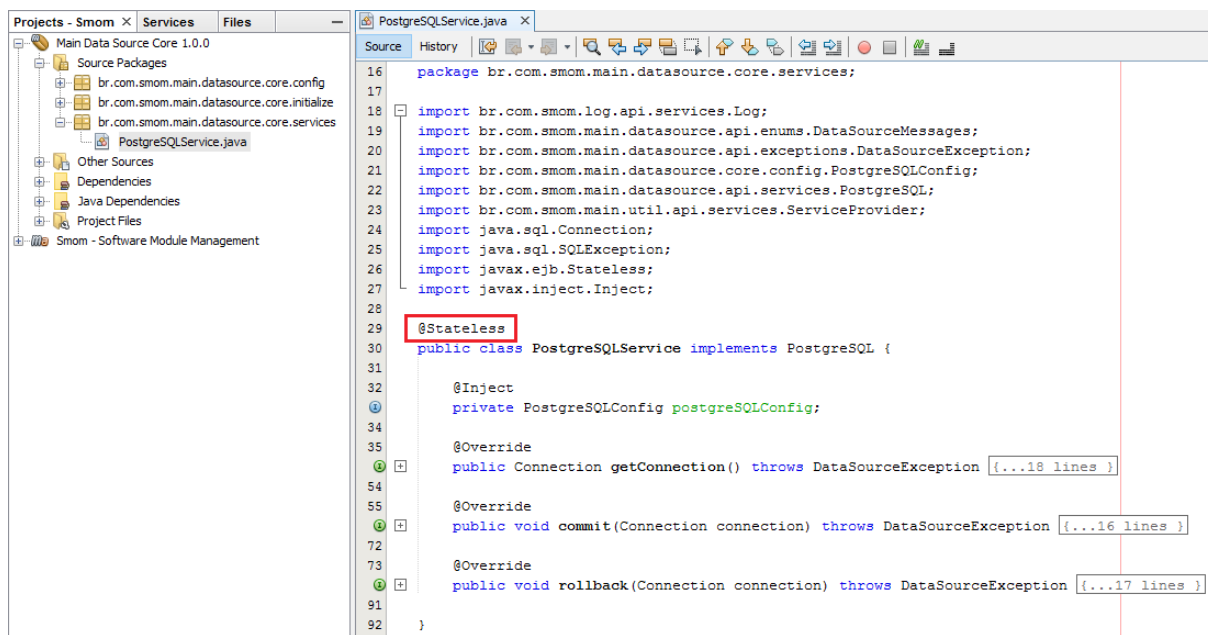 Projects - Smom × Services Files
Main Data Source Core 1.0.0
Source Packages
br.com.smom.main.datasource.core.config
br.com.smom.main.datasource.core.initialize
br.com.smom.main.datasource.core.services
PostgreSQLService.java
Other Sources
Dependencies
Java Dependencies
Project Files
Smom - Software Module Management
PostgreSQLService.java ×
Source History
16 package br.com.smom.main.datasource.core.services;
17
18 import br.com.smom.log.api.services.Log;
19 import br.com.smom.main.datasource.api.enums.DataSourceMessages;
20 import br.com.smom.main.datasource.api.exceptions.DataSourceException;
21 import br.com.smom.main.datasource.core.config.PostgreSQLConfig;
22 import br.com.smom.main.datasource.api.services.PostgreSQL;
23 import br.com.smom.main.util.api.services.ServiceProvider;
24 import java.sql.Connection;
25 import java.sql.SQLException;
26 import javax.ejb.Stateless;
27 import javax.inject.Inject;
28
29 @Stateless
30 public class PostgreSQLService implements PostgreSQL {
31
32 @Inject
private PostgreSQLConfig postgreSQLConfig;
34
35 @Override
public Connection getConnection() throws DataSourceException {...18 lines }
54
55 @Override
public void commit(Connection connection) throws DataSourceException {...16 lines }
72
73 @Override
public void rollback(Connection connection) throws DataSourceException {...17 lines }
91
92 }